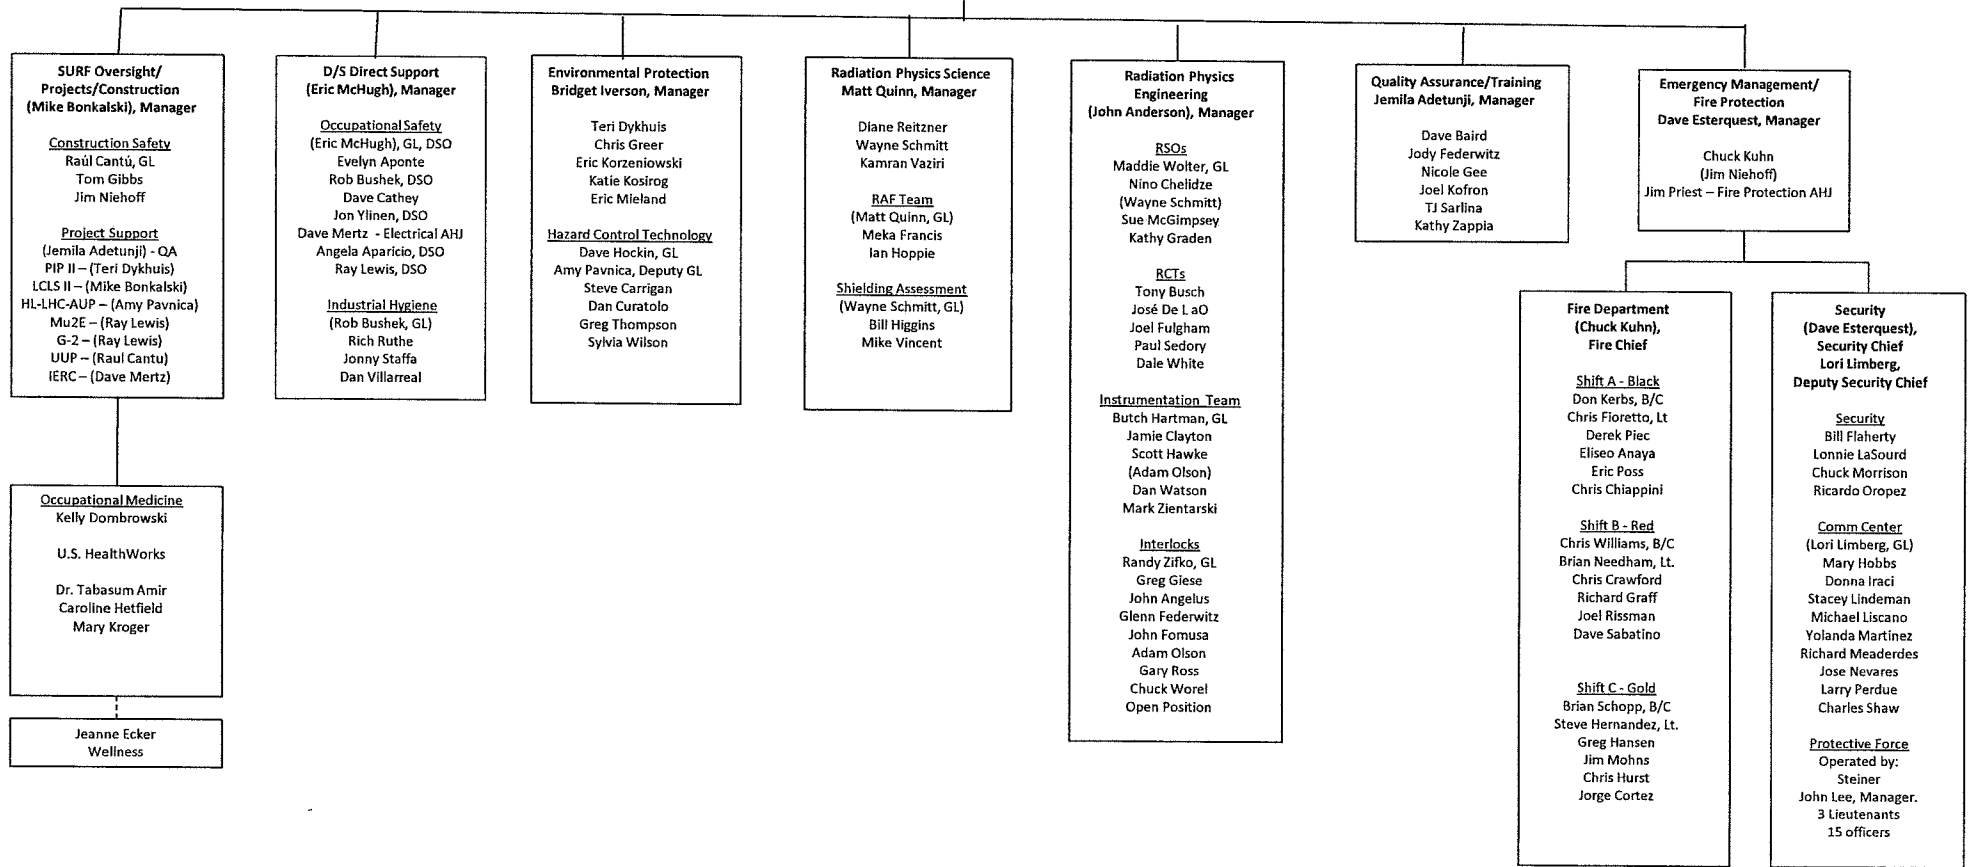 SURF Oversight/
Projects/Construction
(Mike Bonkalski), Manager
Construction Safety
Raúl Cantú, GL
Tom Gibbs
Jim Niehoff
Project Support
(Jemila Adetunji) - QA
PIP II – (Teri Dykhuis)
LCLS II – (Mike Bonkalski)
HL-LHC-AUP – (Amy Pavnica)
Mu2E – (Ray Lewis)
G-2 – (Ray Lewis)
UUP – (Raul Cantu)
IERC – (Dave Mertz)
Occupational Medicine
Kelly Dombrowski
U.S. HealthWorks
Dr. Tabasum Amir
Caroline Hetfield
Mary Kroger
Jeanne Ecker
Wellness
D/S Direct Support
(Eric McHugh), Manager
Occupational Safety
(Eric McHugh), GL, DSO
Evelyn Aponte
Rob Bushek, DSO
Dave Cathey
Jon Ylinen, DSO
Dave Mertz - Electrical AHJ
Angela Aparicio, DSO
Ray Lewis, DSO
Industrial Hygiene
(Rob Bushek, GL)
Rich Ruthe
Jonny Staffa
Dan Villarreal
Environmental Protection
Bridget Iverson, Manager
Teri Dykhuis
Chris Greer
Eric Korzeniowski
Katie Kosirog
Eric Mieland
Hazard Control Technology
Dave Hockin, GL
Amy Pavnica, Deputy GL
Steve Carrigan
Dan Curatolo
Greg Thompson
Sylvia Wilson
Radiation Physics Science
Matt Quinn, Manager
Diane Reitzner
Wayne Schmitt
Kamran Vaziri
RAF Team
(Matt Quinn, GL)
Meka Francis
Ian Hoppie
Shielding Assessment
(Wayne Schmitt, GL)
Bill Higgins
Mike Vincent
Radiation Physics
Engineering
(John Anderson), Manager
RSOs
Maddie Wolter, GL
Nino Chelidze
(Wayne Schmitt)
Sue McGimpsey
Kathy Graden
RCTs
Tony Busch
José De L aO
Joel Fulgham
Paul Sedory
Dale White
Instrumentation Team
Butch Hartman, GL
Jamie Clayton
Scott Hawke
(Adam Olson)
Dan Watson
Mark Zientarski
Interlocks
Randy Zifko, GL
Greg Giese
John Angelus
Glenn Federwitz
John Fomusa
Adam Olson
Gary Ross
Chuck Worel
Open Position
Quality Assurance/Training
Jemila Adetunji, Manager
Dave Baird
Jody Federwitz
Nicole Gee
Joel Kofron
TJ Sarlina
Kathy Zappia
Emergency Management/
Fire Protection
Dave Esterquest, Manager
Chuck Kuhn
(Jim Niehoff)
Jim Priest – Fire Protection AHJ
Fire Department
(Chuck Kuhn),
Fire Chief
Shift A - Black
Don Kerbs, B/C
Chris Fioretto, Lt
Derek Piec
Eliseo Anaya
Eric Poss
Chris Chiappini
Shift B - Red
Chris Williams, B/C
Brian Needham, Lt.
Chris Crawford
Richard Graff
Joel Rissman
Dave Sabatino
Shift C - Gold
Brian Schopp, B/C
Steve Hernandez, Lt.
Greg Hansen
Jim Mohns
Chris Hurst
Jorge Cortez
Security
(Dave Esterquest),
Security Chief
Lori Limberg,
Deputy Security Chief
Security
Bill Flaherty
Lonnie LaSourd
Chuck Morrison
Ricardo Oropez
Comm Center
(Lori Limberg, GL)
Mary Hobbs
Donna Iraci
Stacey Lindeman
Michael Liscano
Yolanda Martinez
Richard Meaderdes
Jose Nevares
Larry Perdue
Charles Shaw
Protective Force
Operated by:
Steiner
John Lee, Manager.
3 Lieutenants
15 officers